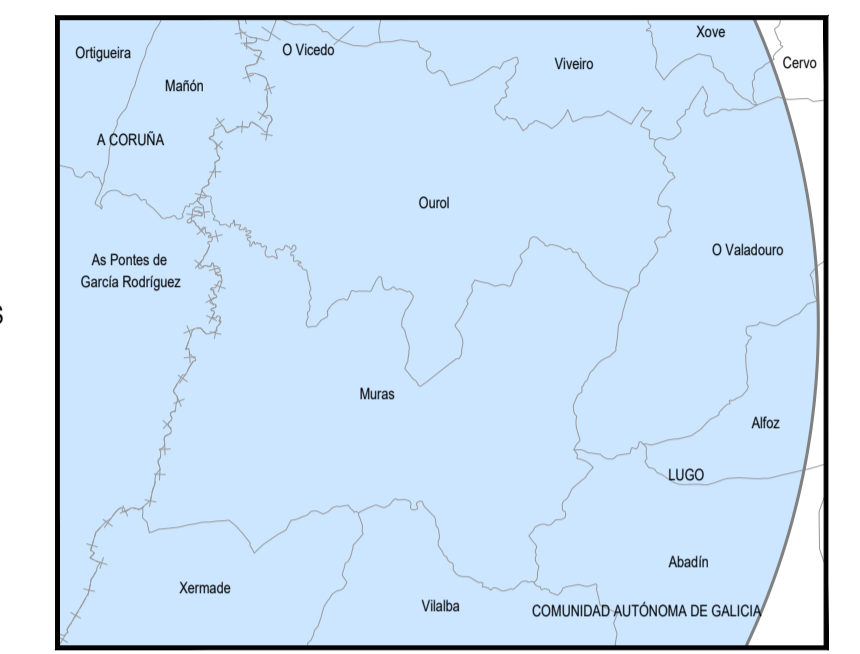 Xove
O Vicedo
Ortigueira
Viveiro
Cervo
Mañón
A CORUÑA
Ourol
O Valadouro
As Pontes de
García Rodríguez
S
Muras
Alfoz
LUGO
Abadín
Xermade
Vilalba
COMUNIDAD AUTÓNOMA DE GALICIA